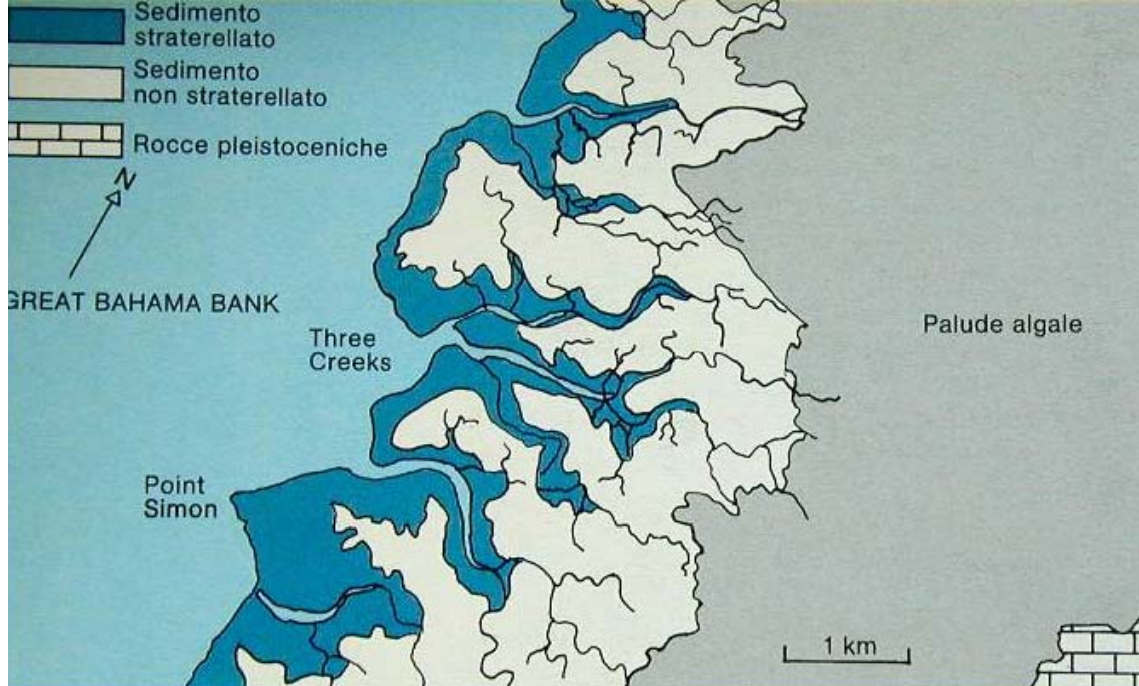 Sedimento
straterellato
Sedimento
non straterellato
Rocce pleistoceniche
N
GREAT BAHAMA BANK
Three
Creeks
Palude algale
Point
Simon
1 km